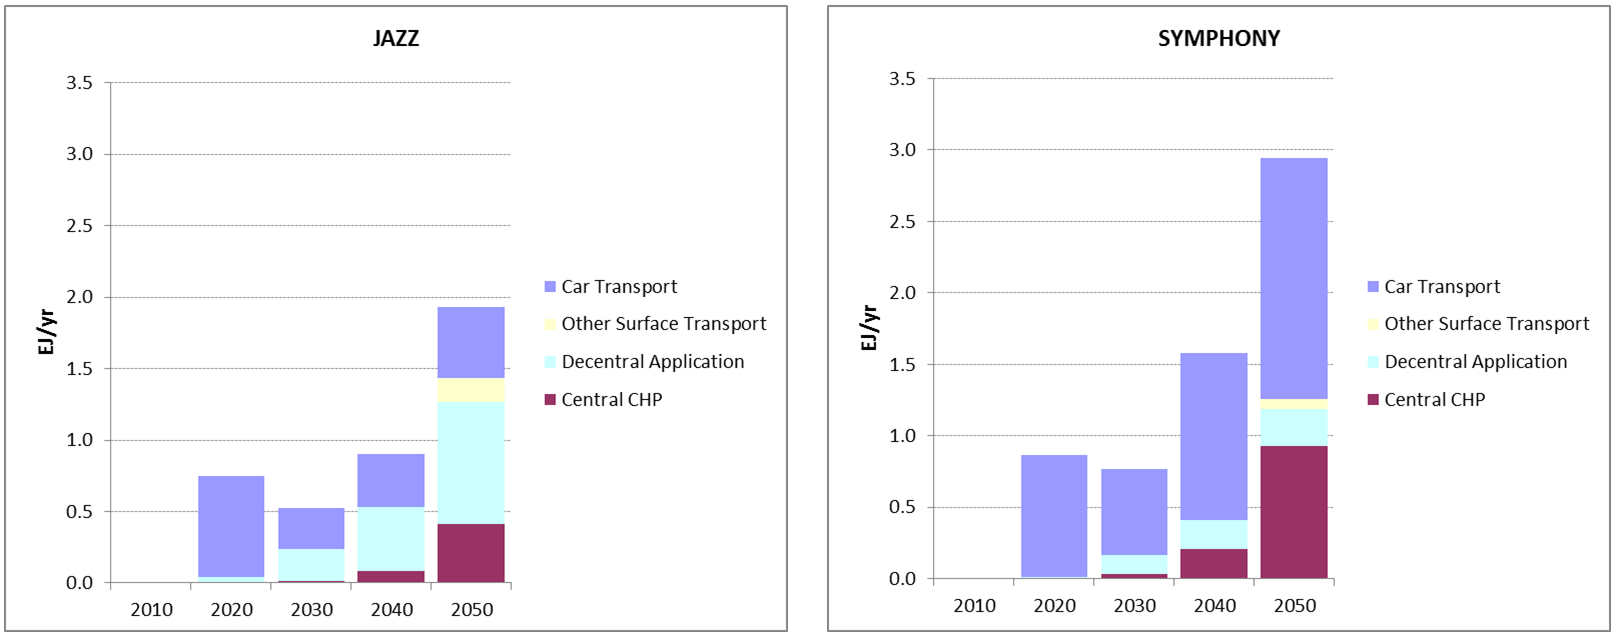 JAZZ
3.5
3.0
2.5
2.0
1.5
1.0
0.5
0.0
EJ/yr
2010 2020 2030 2040 2050
Car Transport
Other Surface Transport
Decentral Application
Central CHP
SYMPHONY
3.5
3.0
2.5
2.0
1.5
1.0
0.5
0.0
EJ/yr
2010 2020 2030 2040 2050
Car Transport
Other Surface Transport
Decentral Application
Central CHP